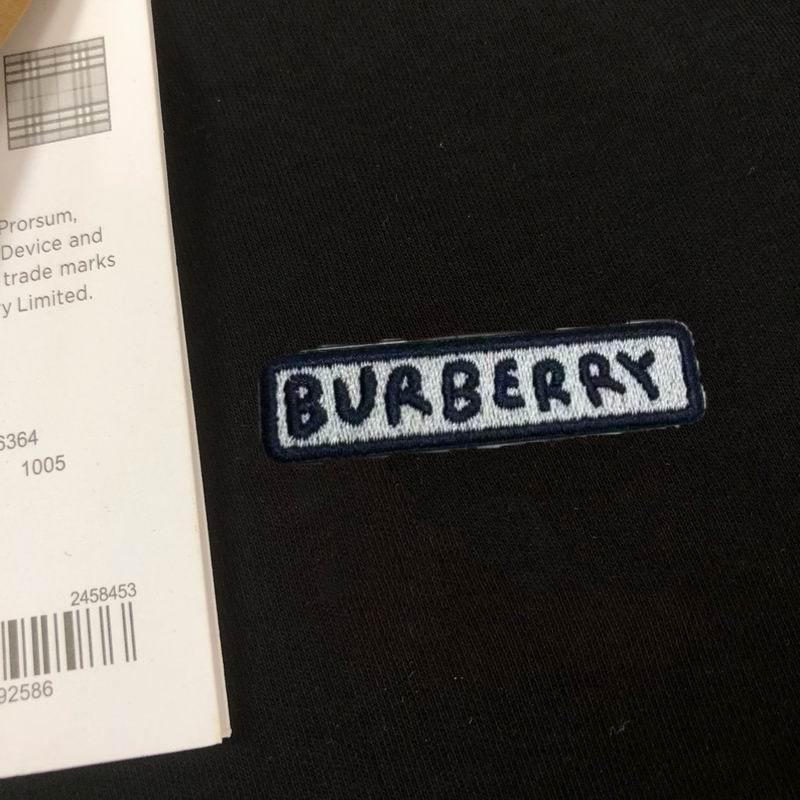 Prorsum,
Device and
trade marks
y Limited.
6364
1005
2458453
92586
BURBERRY